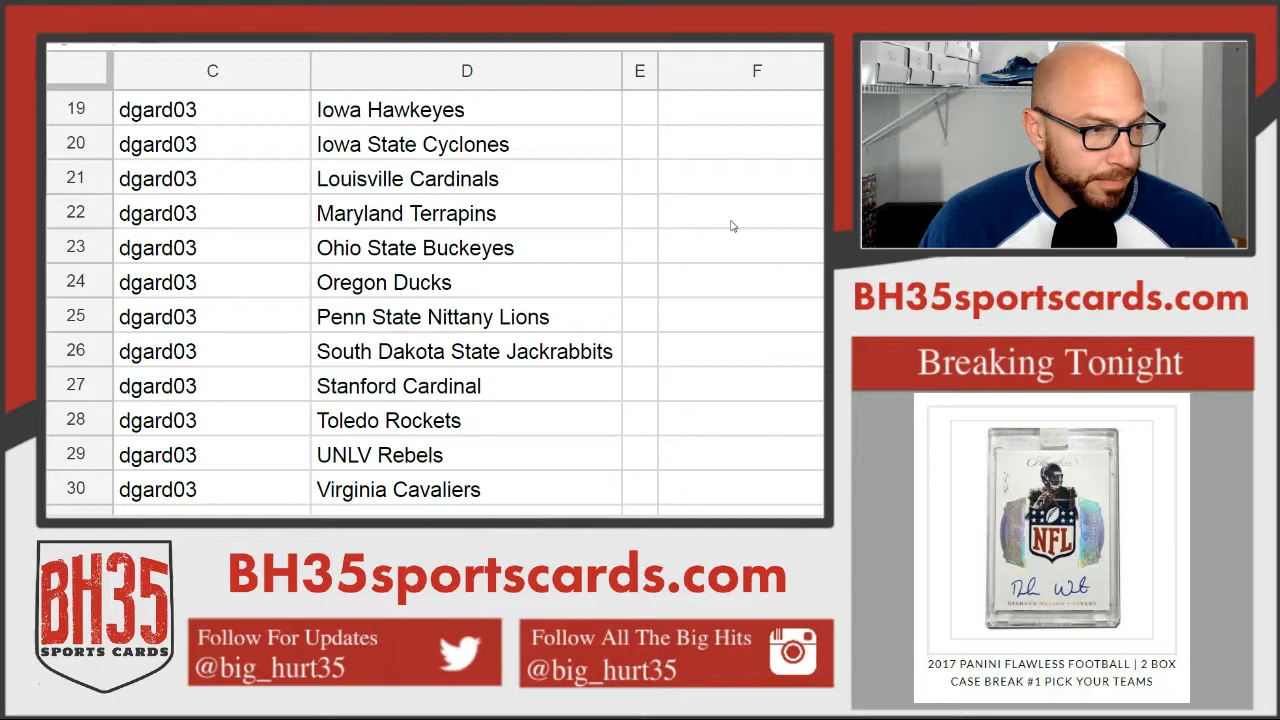 C D E F
19 dgard03 Iowa Hawkeyes
20 dgard03 Iowa State Cyclones
21 dgard03 Louisville Cardinals
22 dgard03 Maryland Terrapins
23 dgard03 Ohio State Buckeyes
24 dgard03 Oregon Ducks
25 dgard03 Penn State Nittany Lions
26 dgard03 South Dakota State Jackrabbits
27 dgard03 Stanford Cardinal
28 dgard03 Toledo Rockets
29 dgard03 UNLV Rebels
30 dgard03 Virginia Cavaliers
BH35sportscards.com
Breaking Tonight
NFL
2017 PANINI FLAWLESS FOOTBALL | 2 BOX
CASE BREAK #1 PICK YOUR TEAMS
BH35
SPORTS CARDS
BH35sportscards.com
Follow For Updates
@big_hurt35
Follow All The Big Hits
@big_hurt35